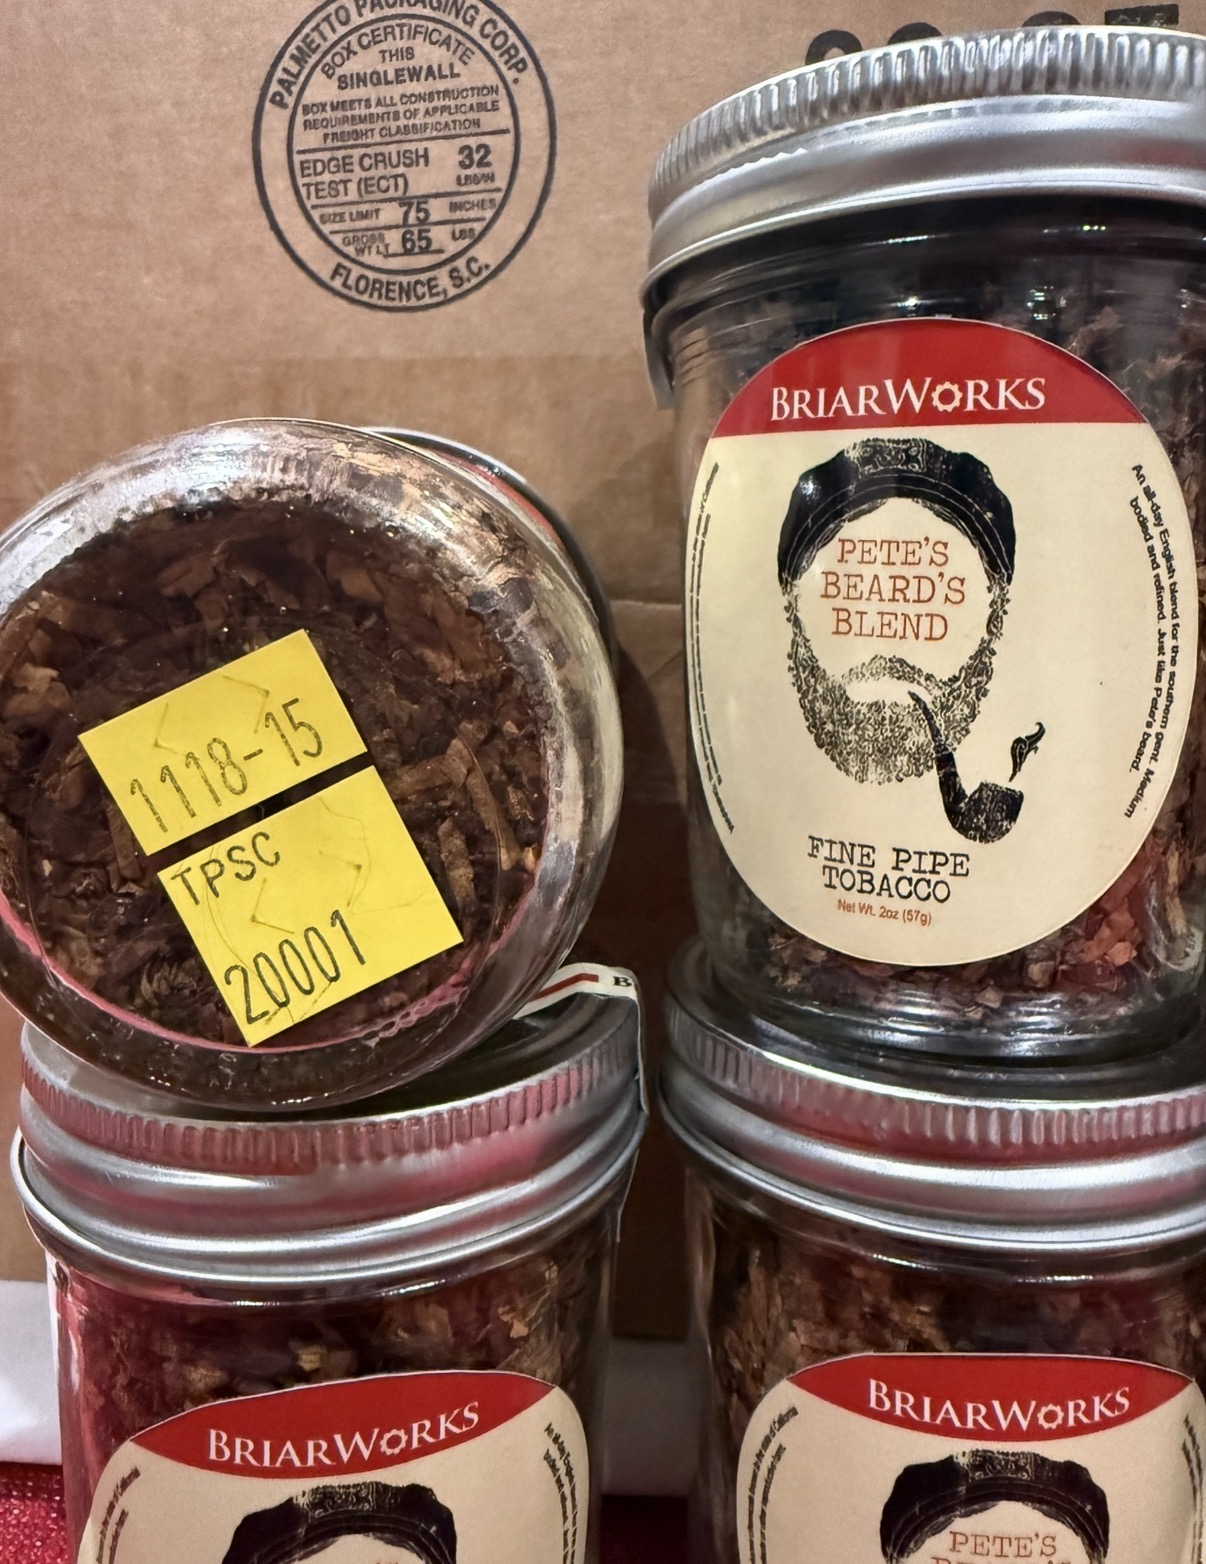 PALMETTO PACKAGING CORP.
BOX CERTIFICATE
THIS
SINGLEWALL
BOX MEETS ALL CONSTRUCTION
REQUIREMENTS OF APPLICABLE
FREIGHT CLASSIFICATION
EDGE CRUSH 32
TEST (ECT) LBS/IN
SIZE LIMIT 75 INCHES
GROSS
WT LT 65 LBS
FLORENCE, S.C.
BRIARWORKS
PETE'S
BEARD'S
BLEND
An all-day English blend for the southern gent. Medium
bodied and refined. Just like Pete's beard.
FINE PIPE
TOBACCO
Net Wt. 2oz (57g)
1118-15
TPSC
20001
B
BRIARWORKS
BRIARWORKS
PETE'S